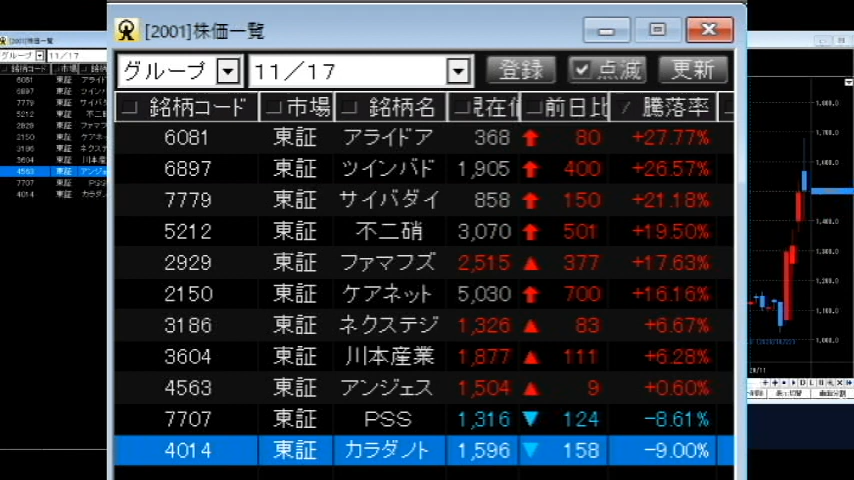 [2001]株価一覧
グループ 11／17 登録 点滅 更新
銘柄コード 市場 銘柄名 現在値 前日比 騰落率
6081 東証 アライドア 368 80 +27.77%
6897 東証 ツインバド 1,905 400 +26.57%
7779 東証 サイバダイ 858 150 +21.18%
5212 東証 不二硝 3,070 501 +19.50%
2929 東証 ファマフズ 2,515 377 +17.63%
2150 東証 ケアネット 5,030 700 +16.16%
3186 東証 ネクステジ 1,326 83 +6.67%
3604 東証 川本産業 1,877 111 +6.28%
4563 東証 アンジェス 1,504 9 +0.60%
7707 東証 PSS 1,316 124 -8.61%
4014 東証 カラダノト 1,596 158 -9.00%